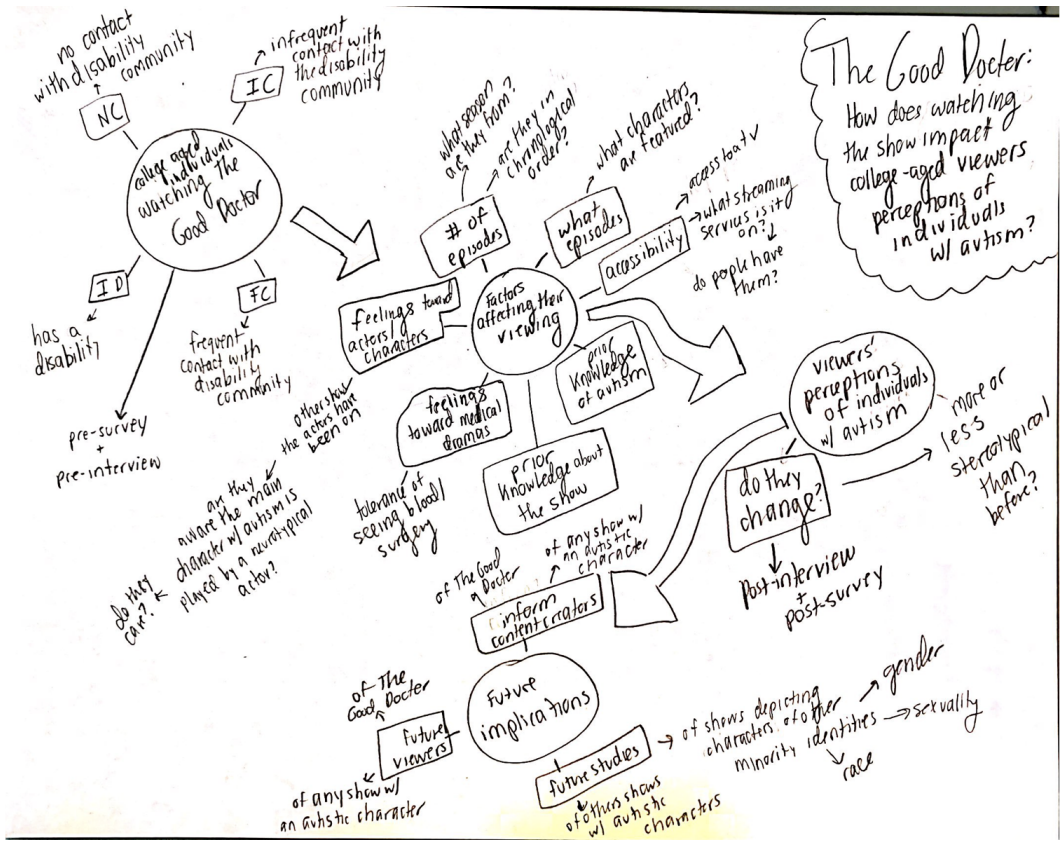 The Good Doctor:
How does watching
the show impact
college-aged viewers
perceptions of
individuals
w/ autism?
no contact
with disability
community
NC
infrequent
contact with
the disability
community
IC
college aged
individuals
watching The
Good Doctor
ID
has a
disability
FC
frequent
contact with
disability
community
pre-survey
+
pre-interview
what season
are they from?
are they in
chronological
order?
# of
episodes
what characters
are featured?
what
episodes
access to a tv
what streaming
services is it
on?
do people have
them?
accessibility
Factors
affecting their
viewing
feelings toward
actors/
characters
other show
the actors have
been on
are they
aware the main
character w/ autism is
played by a neurotypical
actor?
do they
care?
feelings
toward medical
dramas
tolerance of
seeing blood/
surgery
prior
knowledge about
the show
prior
knowledge
of autism
viewers'
perceptions
of individuals
w/ autism
do they
change?
more or
less
stereotypical
than
before?
post-interview
+
post-survey
of The Good
Doctor
of any show w/
an autistic
character
inform
content creators
Future
implications
of The
Good Doctor
future
viewers
of any show w/
an autistic character
future studies
of shows depicting
characters of other
minority identities
gender
sexuality
race
of others shows
w/ autistic
characters